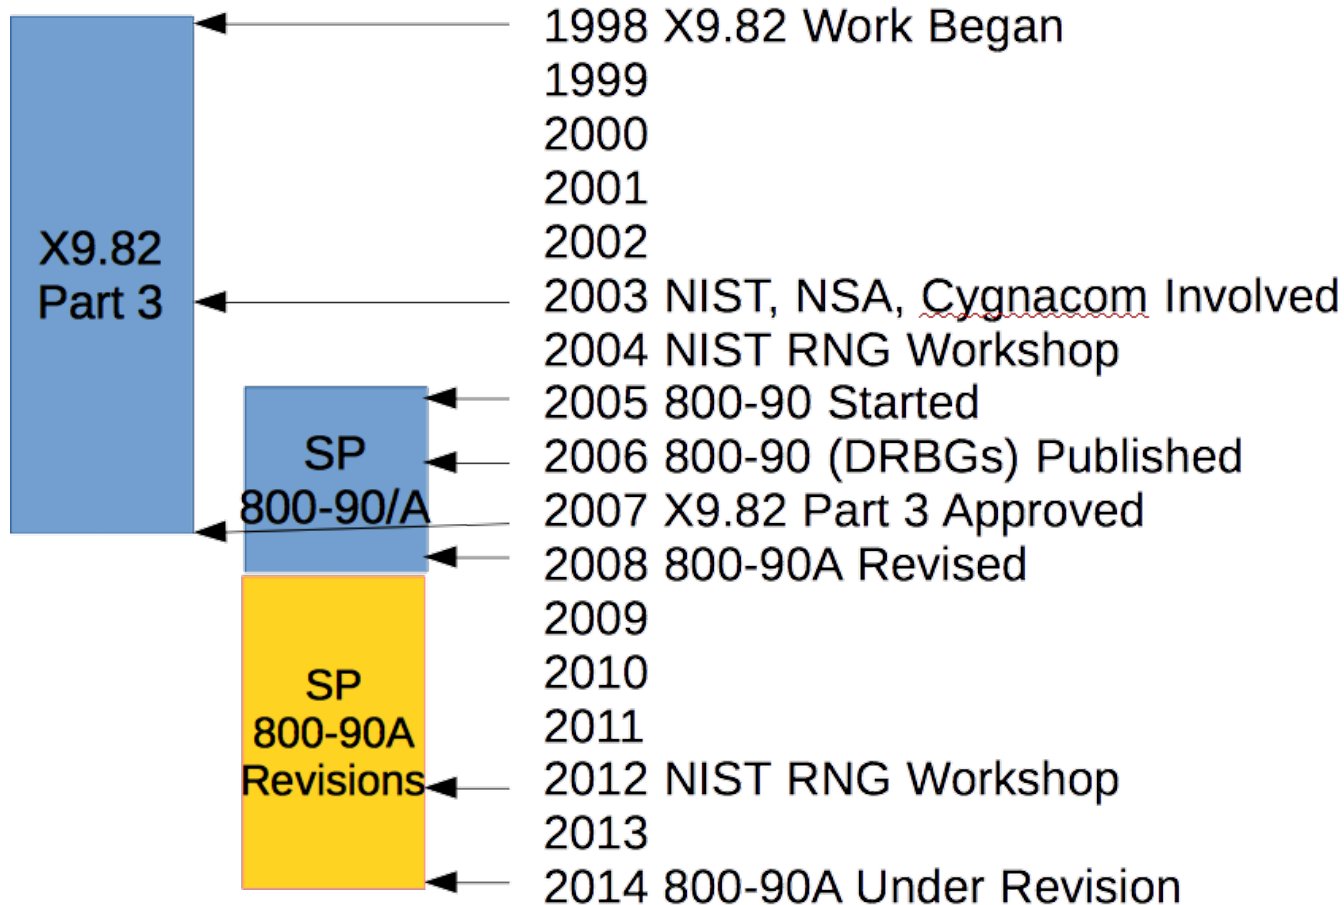 1998 X9.82 Work Began
1999
2000
2001
2002
2003 NIST, NSA, Cygnacom Involved
2004 NIST RNG Workshop
2005 800-90 Started
2006 800-90 (DRBGs) Published
2007 X9.82 Part 3 Approved
2008 800-90A Revised
2009
2010
2011
2012 NIST RNG Workshop
2013
2014 800-90A Under Revision
X9.82
Part 3
SP
800-90/A
SP
800-90A
Revisions